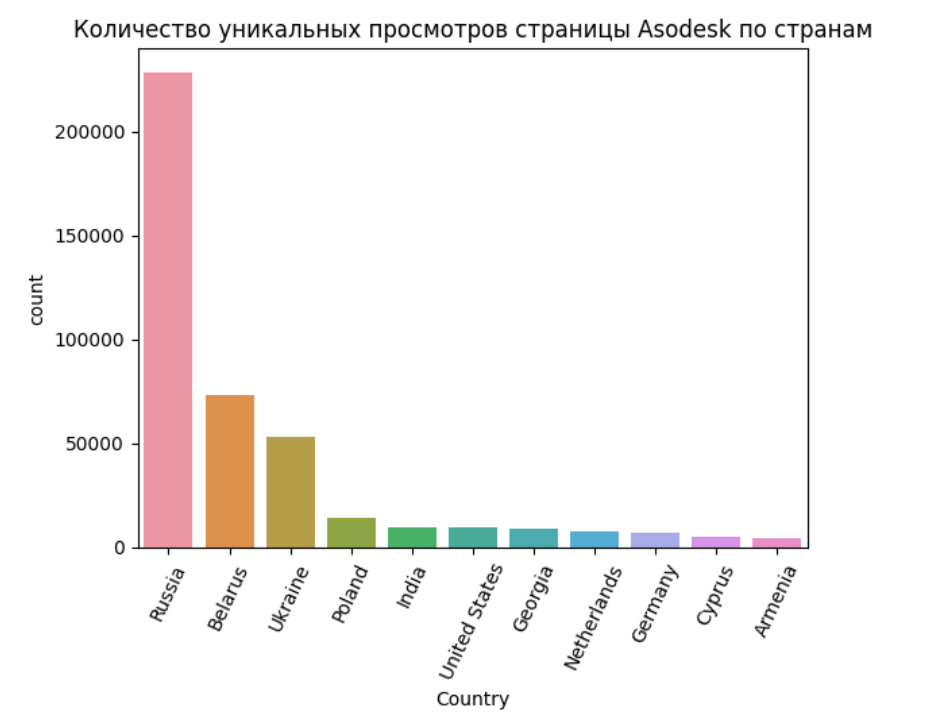 Количество уникальных просмотров страницы Asodesk по странам
count
200000
150000
100000
50000
0
Russia
Belarus
Ukraine
Poland
India
United States
Georgia
Netherlands
Germany
Cyprus
Armenia
Country